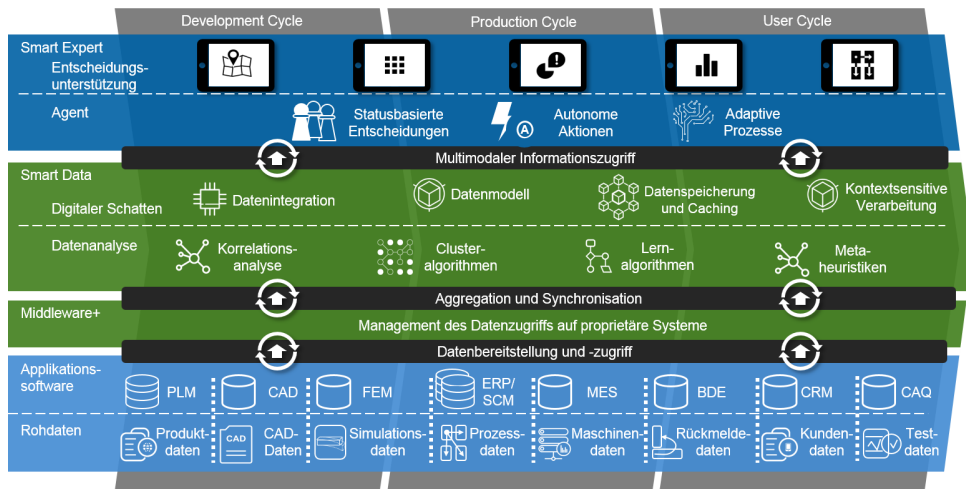 Development Cycle
Production Cycle
User Cycle
Smart Expert
Entscheidungs-
unterstützung
Agent
Statusbasierte
Entscheidungen
A
Autonome
Aktionen
Adaptive
Prozesse
Multimodaler Informationszugriff
Smart Data
Digitaler Schatten
Datenintegration
Datenmodell
Datenspeicherung
und Caching
Kontextsensitive
Verarbeitung
Datenanalyse
Korrelations-
analyse
Cluster-
algorithmen
Lern-
algorithmen
Meta-
heuristiken
Aggregation und Synchronisation
Middleware+
Management des Datenzugriffs auf proprietäre Systeme
Datenbereitstellung und -zugriff
Applikations-
software
PLM
CAD
FEM
ERP/
SCM
MES
BDE
CRM
CAQ
Rohdaten
Produkt-
daten
CAD
CAD-
Daten
Simulations-
daten
Prozess-
daten
Maschinen-
daten
Rückmelde-
daten
Kunden-
daten
Test-
daten